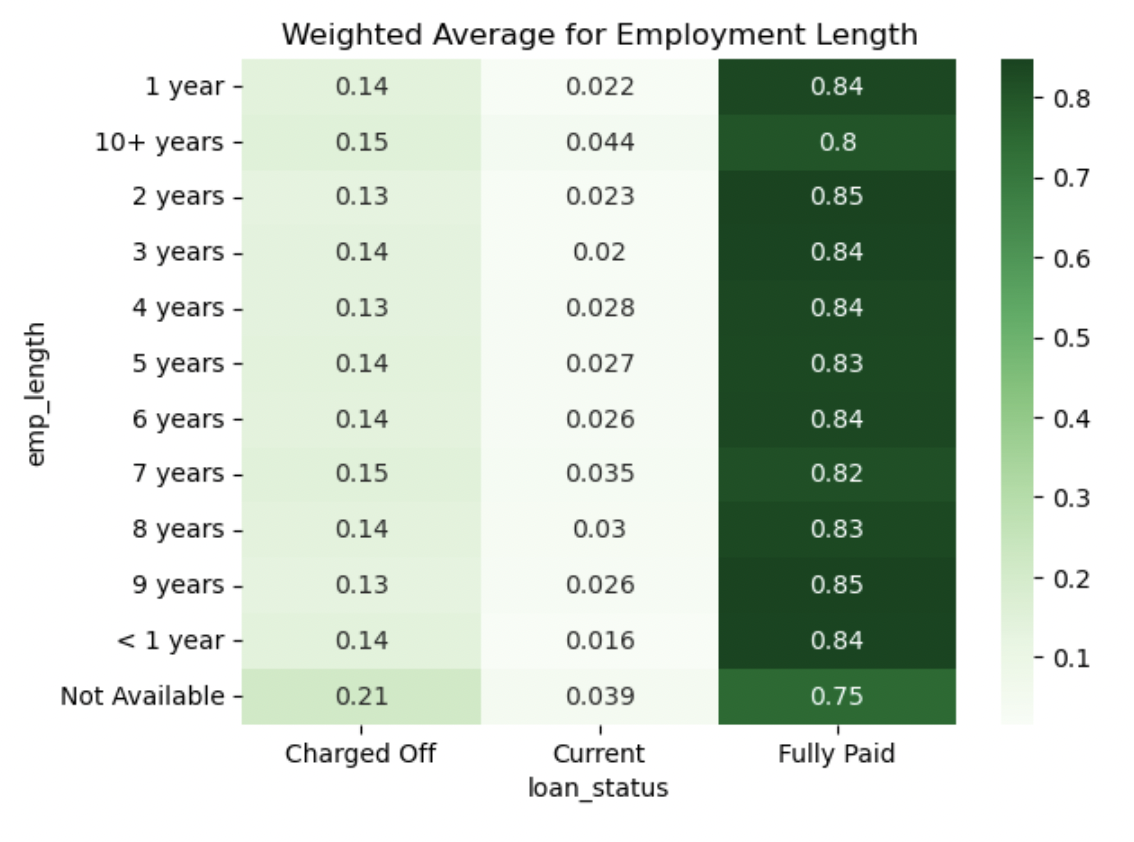 Weighted Average for Employment Length
1 year 0.14 0.022 0.84 0.8
10+ years 0.15 0.044 0.8
2 years 0.13 0.023 0.85 0.7
3 years 0.14 0.02 0.84 0.6
4 years 0.13 0.028 0.84
5 years 0.14 0.027 0.83 0.5
6 years 0.14 0.026 0.84 0.4
7 years 0.15 0.035 0.82 0.3
8 years 0.14 0.03 0.83
9 years 0.13 0.026 0.85 0.2
< 1 year 0.14 0.016 0.84 0.1
Not Available 0.21 0.039 0.75
emp_length
Charged Off Current Fully Paid
loan_status